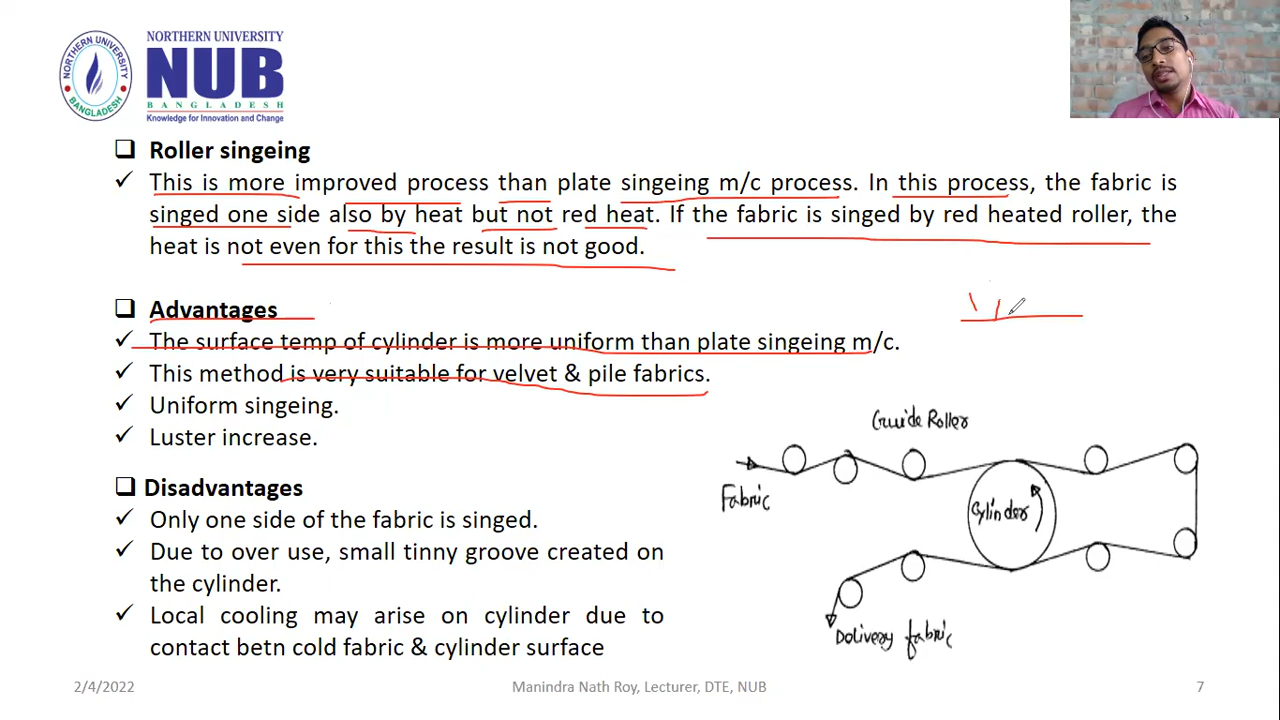 NORTHERN UNIVERSITY
NUB
BANGLADESH
Knowledge for Innovation and Change
NORTHERN UNIVERSITY
BANGLADESH
❑ Roller singeing
✓ This is more improved process than plate singeing m/c process. In this process, the fabric is
singed one side also by heat but not red heat. If the fabric is singed by red heated roller, the
heat is not even for this the result is not good.
❑ Advantages
✓ The surface temp of cylinder is more uniform than plate singeing m/c.
✓ This method is very suitable for velvet & pile fabrics.
✓ Uniform singeing.
✓ Luster increase.
❑ Disadvantages
✓ Only one side of the fabric is singed.
✓ Due to over use, small tinny groove created on
the cylinder.
✓ Local cooling may arise on cylinder due to
contact betn cold fabric & cylinder surface
Guide Roller
Fabric
Cylinder
Delivery fabric
2/4/2022
Manindra Nath Roy, Lecturer, DTE, NUB
7